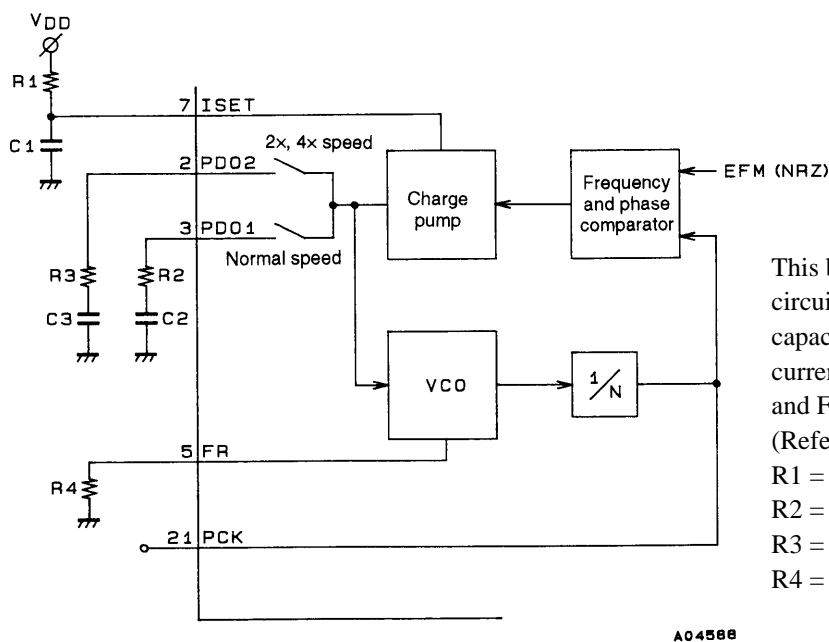 VDD
R1
7 ISET
C1
2x, 4x speed
2 PDO2
Charge pump
Frequency and phase comparator
EFM (NRZ)
3 PDO1
Normal speed
R3
R2
C3
C2
VCO
1/N
5 FR
R4
21 PCK
A04588
This
circui
capac
curren
and F
(Refe
R1 =
R2 =
R3 =
R4 =